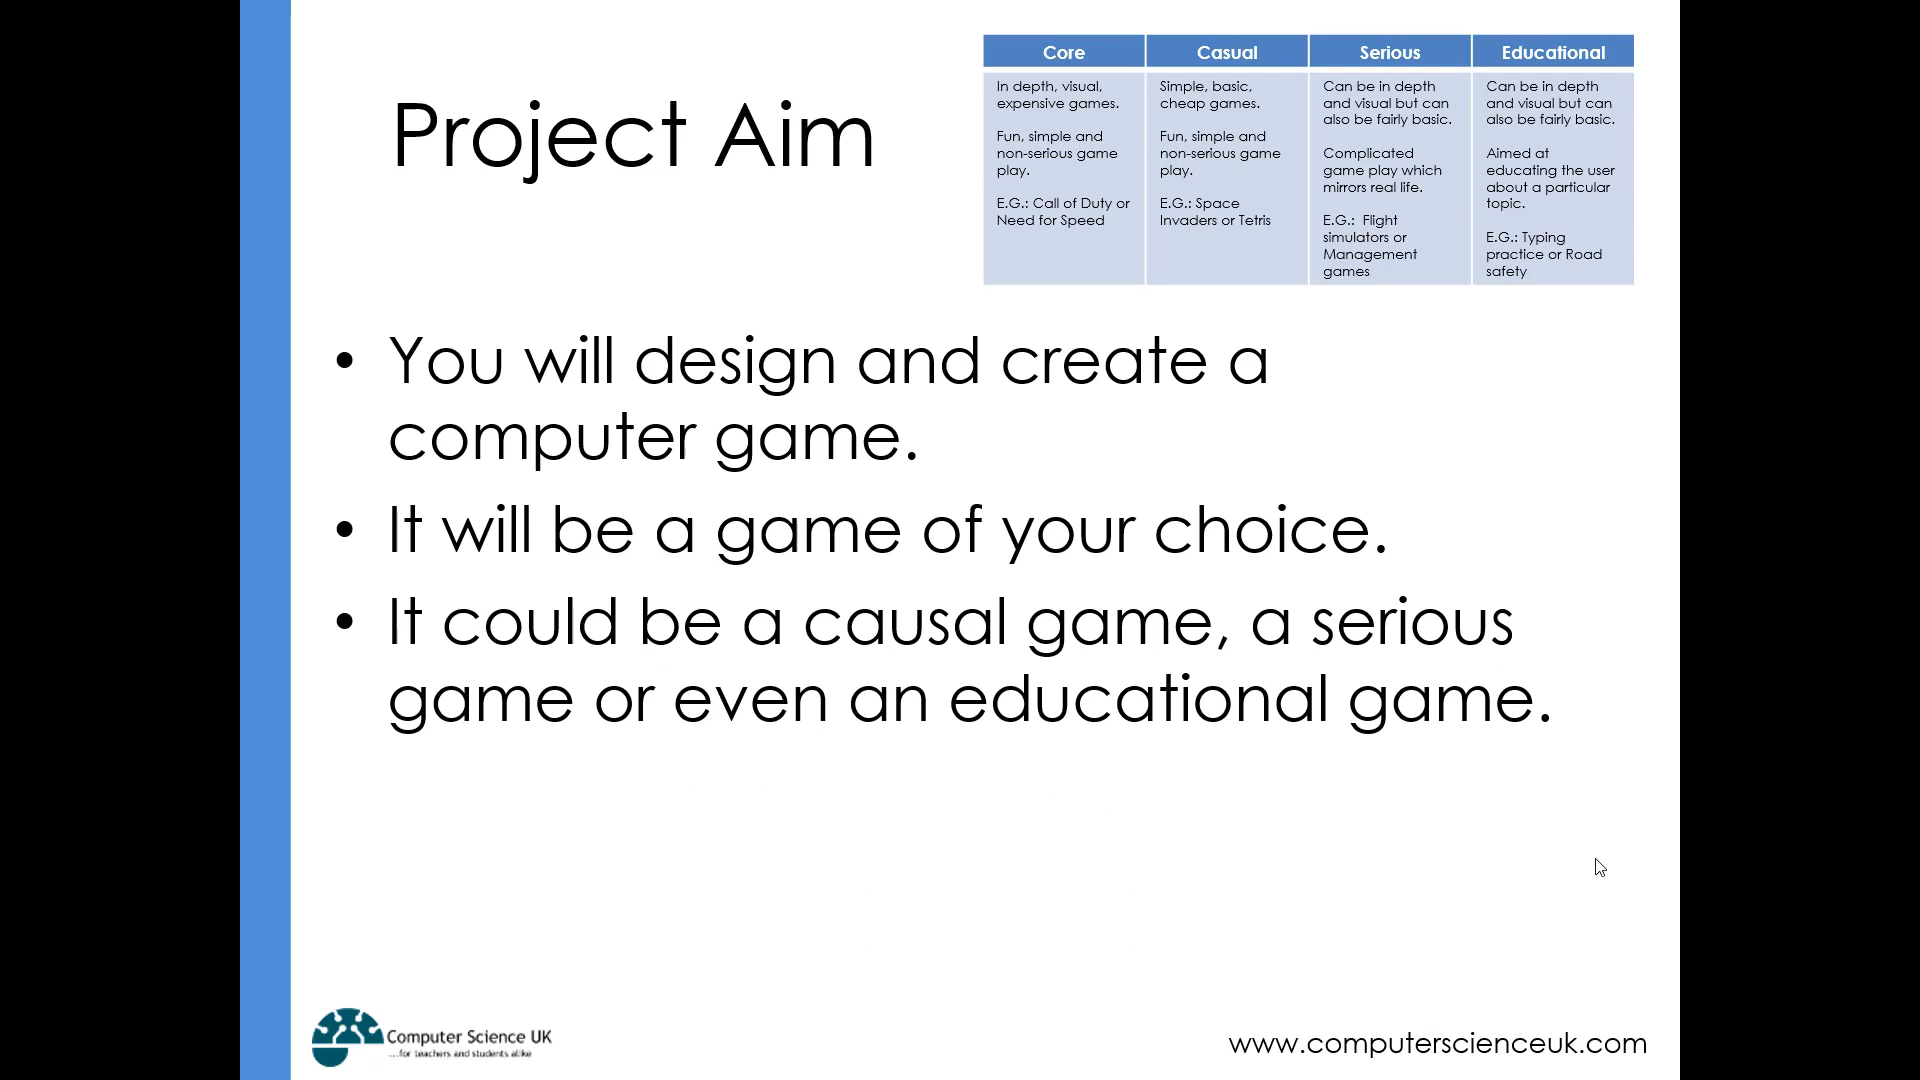 Project Aim
Core
In depth, visual,
expensive games.
Fun, simple and
non-serious game
play.
E.G.: Call of Duty or
Need for Speed
Casual
Simple, basic,
cheap games.
Fun, simple and
non-serious game
play.
E.G.: Space
Invaders or Tetris
Serious
Can be in depth
and visual but can
also be fairly basic.
Complicated
game play which
mirrors real life.
E.G.: Flight
simulators or
Management
games
Educational
Can be in depth
and visual but can
also be fairly basic.
Aimed at
educating the user
about a particular
topic.
E.G.: Typing
practice or Road
safety
• You will design and create a
computer game.
• It will be a game of your choice.
• It could be a causal game, a serious
game or even an educational game.
Computer Science UK
...for teachers and students alike
www.computerscienceuk.com